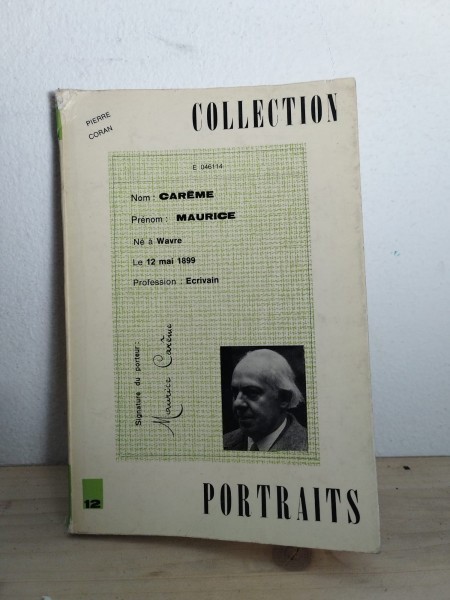 PIERRE
CORAN
COLLECTION
E 046114
Nom : CARÊME
Prénom : MAURICE
Né à Wavre
Le 12 mai 1899
Profession : Ecrivain
Signature du porteur :
Maurice Carême
12
PORTRAITS